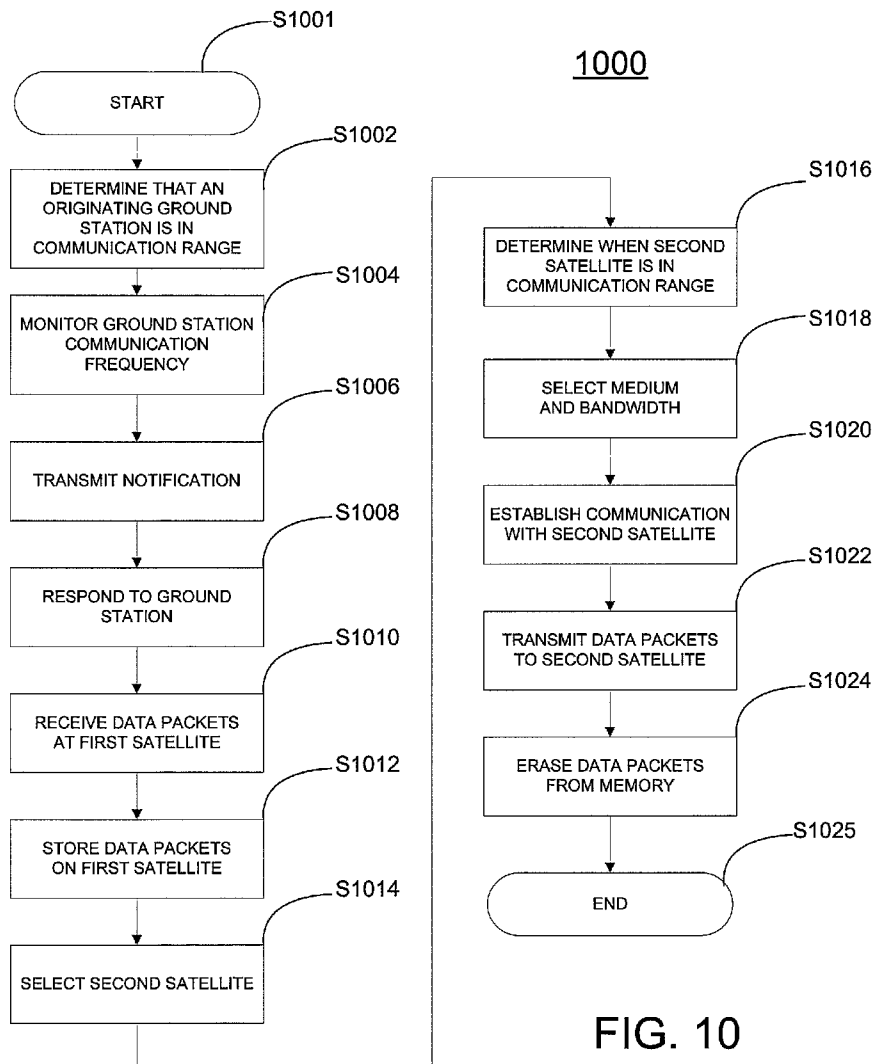 S1001
1000
START
S1002
DETERMINE THAT AN
ORIGINATING GROUND
STATION IS IN
COMMUNICATION RANGE
S1004
MONITOR GROUND STATION
COMMUNICATION
FREQUENCY
S1006
TRANSMIT NOTIFICATION
S1008
RESPOND TO GROUND
STATION
S1010
RECEIVE DATA PACKETS
AT FIRST SATELLITE
S1012
STORE DATA PACKETS
ON FIRST SATELLITE
S1014
SELECT SECOND SATELLITE
S1016
DETERMINE WHEN SECOND
SATELLITE IS IN
COMMUNICATION RANGE
S1018
SELECT MEDIUM
AND BANDWIDTH
S1020
ESTABLISH COMMUNICATION
WITH SECOND SATELLITE
S1022
TRANSMIT DATA PACKETS
TO SECOND SATELLITE
S1024
ERASE DATA PACKETS
FROM MEMORY
S1025
END
FIG. 10